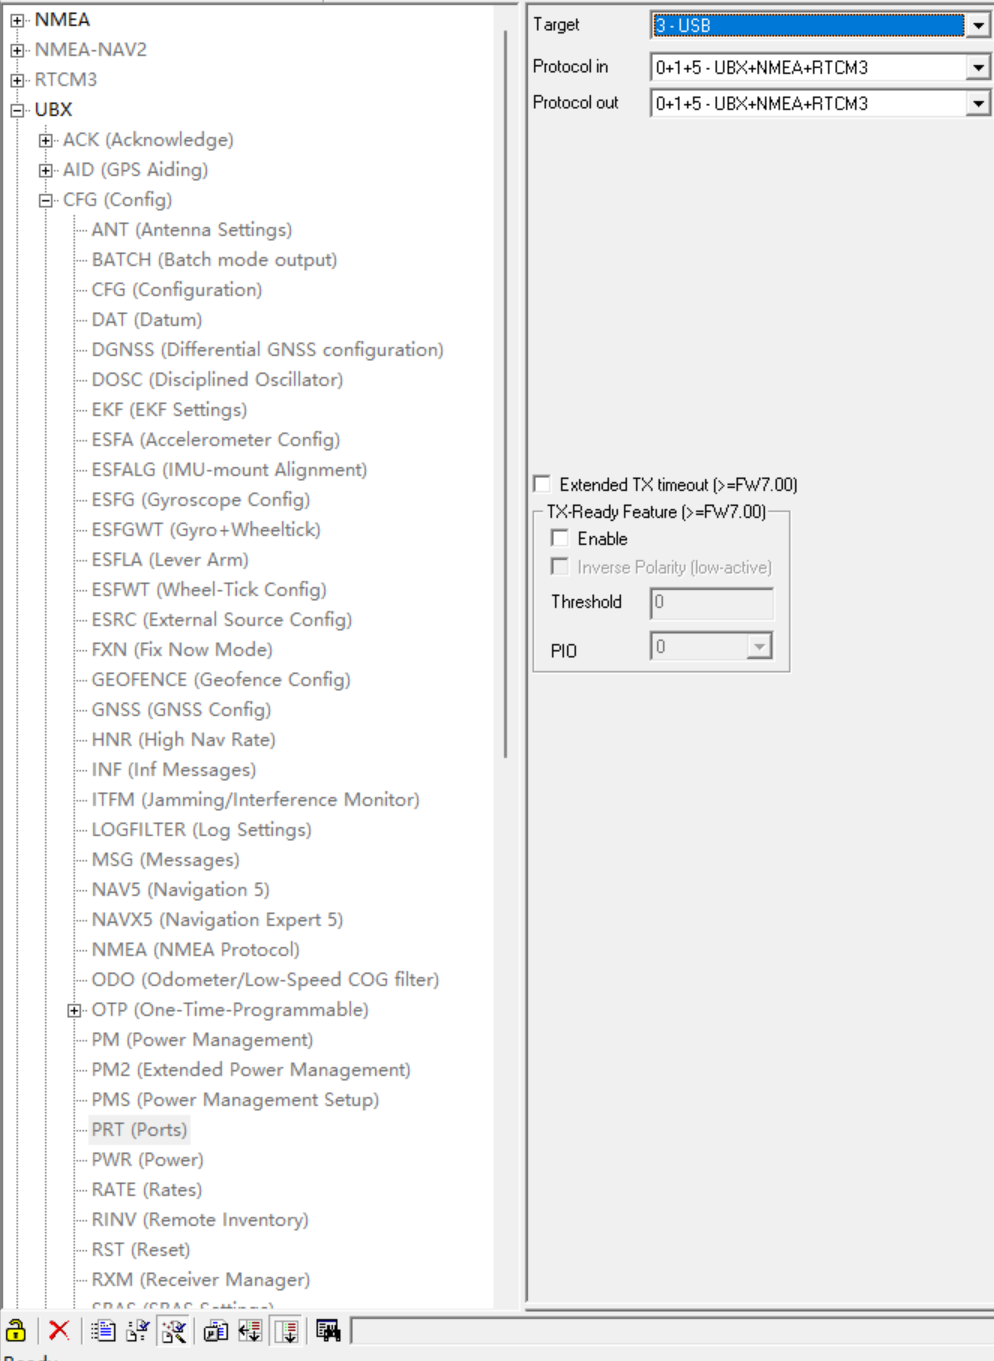 NMEA
NMEA-NAV2
RTCM3
UBX
ACK (Acknowledge)
AID (GPS Aiding)
CFG (Config)
ANT (Antenna Settings)
BATCH (Batch mode output)
CFG (Configuration)
DAT (Datum)
DGNSS (Differential GNSS configuration)
DOSC (Disciplined Oscillator)
EKF (EKF Settings)
ESFA (Accelerometer Config)
ESFALG (IMU-mount Alignment)
ESFG (Gyroscope Config)
ESFGWT (Gyro+Wheeltick)
ESFLA (Lever Arm)
ESFWT (Wheel-Tick Config)
ESRC (External Source Config)
FXN (Fix Now Mode)
GEOFENCE (Geofence Config)
GNSS (GNSS Config)
HNR (High Nav Rate)
INF (Inf Messages)
ITFM (Jamming/Interference Monitor)
LOGFILTER (Log Settings)
MSG (Messages)
NAV5 (Navigation 5)
NAVX5 (Navigation Expert 5)
NMEA (NMEA Protocol)
ODO (Odometer/Low-Speed COG filter)
OTP (One-Time-Programmable)
PM (Power Management)
PM2 (Extended Power Management)
PMS (Power Management Setup)
PRT (Ports)
PWR (Power)
RATE (Rates)
RINV (Remote Inventory)
RST (Reset)
RXM (Receiver Manager)
SBAS (SBAS Settings)
Target 3 - USB
Protocol in 0+1+5 - UBX+NMEA+RTCM3
Protocol out 0+1+5 - UBX+NMEA+RTCM3
Extended TX timeout (>=FW7.00)
TX-Ready Feature (>=FW7.00)
Enable
Inverse Polarity (low-active)
Threshold 0
PIO 0
Ready